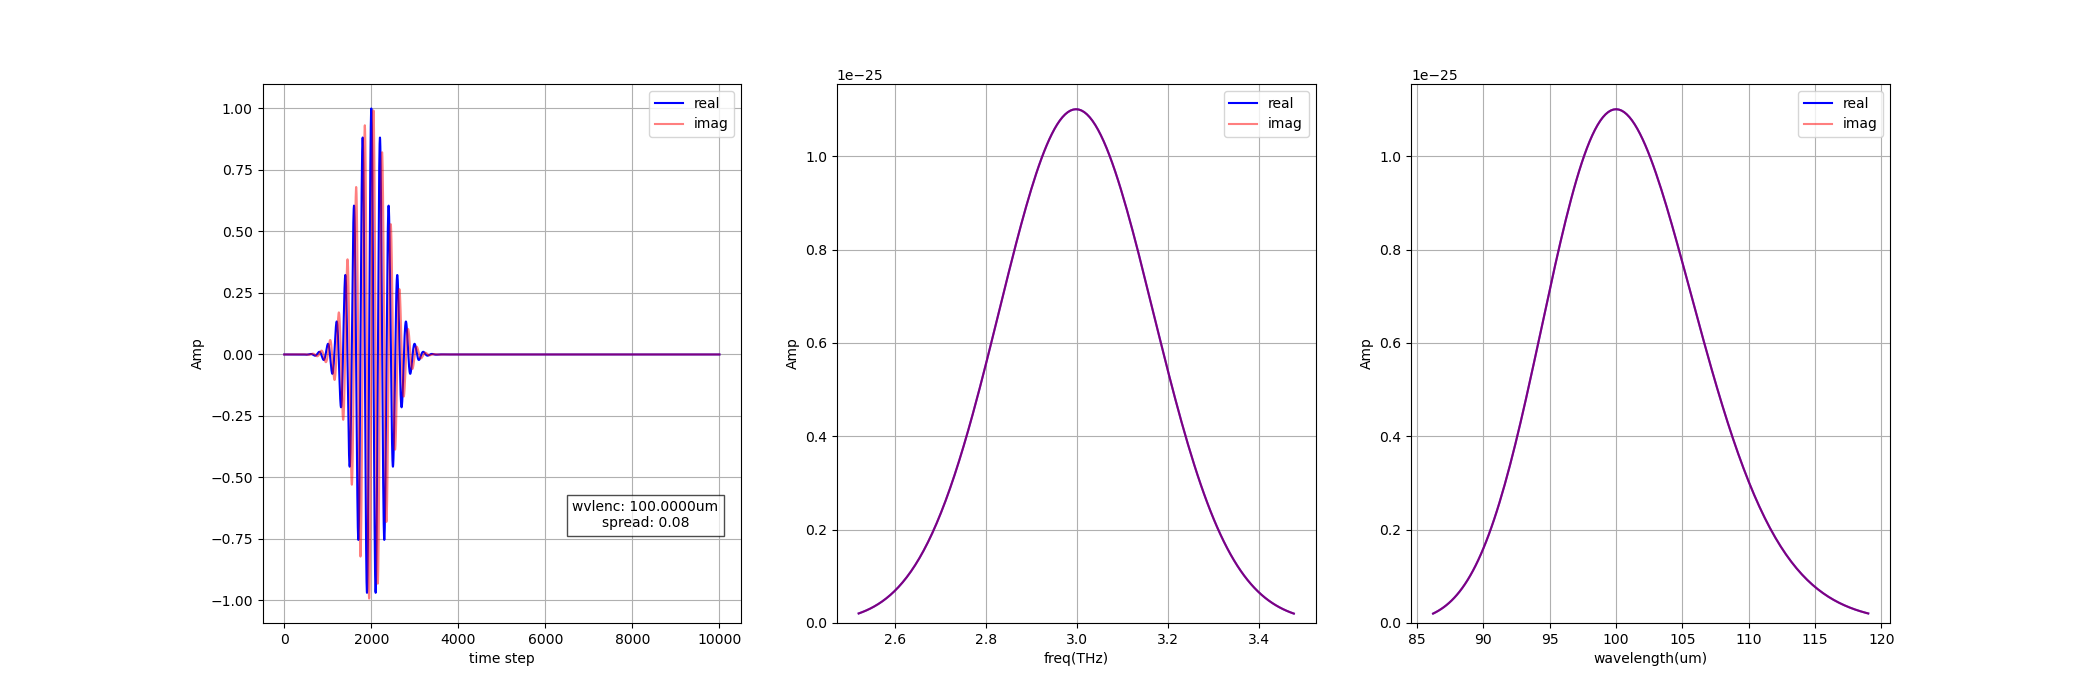 real
imag
1.00
0.75
0.50
0.25
0.00
−0.25
−0.50
−0.75
−1.00
Amp
wvlenc: 100.0000um
spread: 0.08
0
2000
4000
6000
8000
10000
time step
1e−25
real
imag
1.0
0.8
0.6
0.4
0.2
0.0
Amp
2.6
2.8
3.0
3.2
3.4
freq(THz)
1e−25
real
imag
1.0
0.8
0.6
0.4
0.2
0.0
Amp
85
90
95
100
105
110
115
120
wavelength(um)